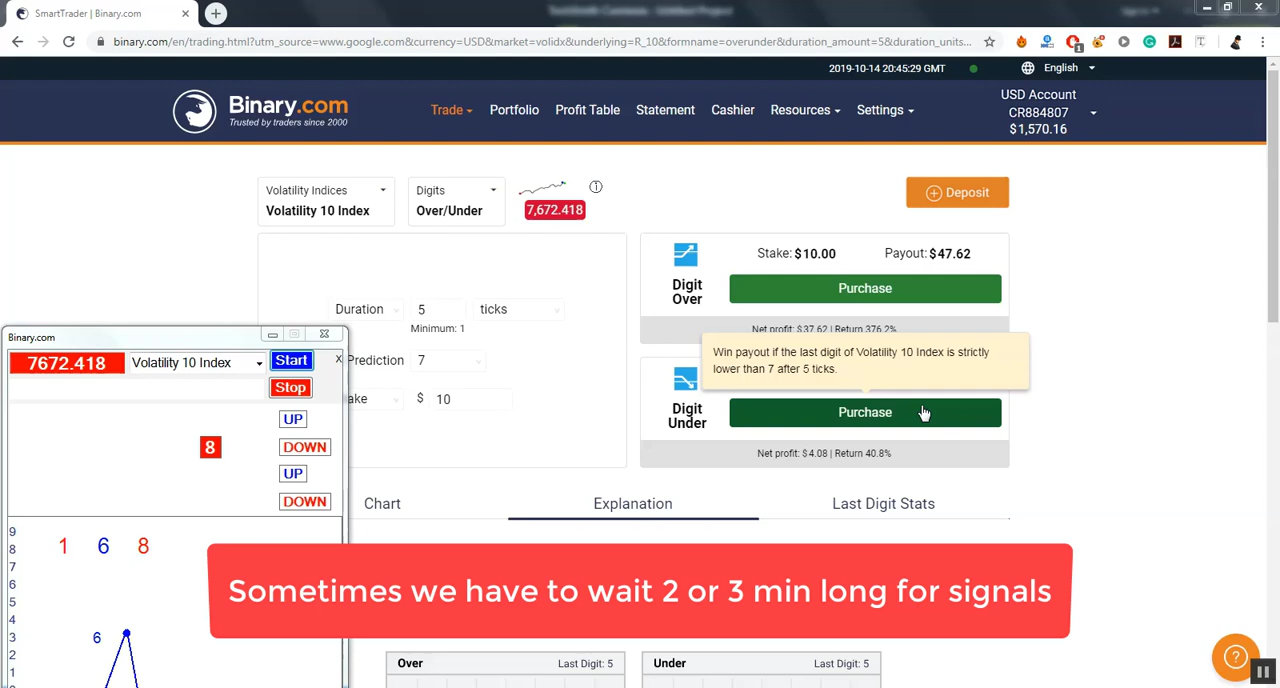 SmartTrader | Binary.com
binary.com/en/trading.html?utm_source=www.google.com&currency=USD&market=volidx&underlying=R_10&formname=overunder&duration_amount=5&duration_units...
2019-10-14 20:45:29 GMT
English
Binary.com
Trusted by traders since 2000
Trade
Portfolio
Profit Table
Statement
Cashier
Resources
Settings
USD Account
CR884807
$1,570.16
Volatility Indices
Volatility 10 Index
Digits
Over/Under
7,672.418
Deposit
Duration
5
ticks
Minimum: 1
Prediction
7
ake
$ 10
Stake: $10.00
Payout: $47.62
Digit Over
Purchase
Net profit: $37.62 | Return 376.2%
Win payout if the last digit of Volatility 10 Index is strictly
lower than 7 after 5 ticks.
Digit Under
Purchase
Net profit: $4.08 | Return 40.8%
Binary.com
7672.418
Volatility 10 Index
Start
x
Stop
UP
8
DOWN
UP
DOWN
9
8
7
6
5
4
3
2
1
1 6 8
6
Chart
Explanation
Last Digit Stats
Sometimes we have to wait 2 or 3 min long for signals
Over
Last Digit: 5
Under
Last Digit: 5